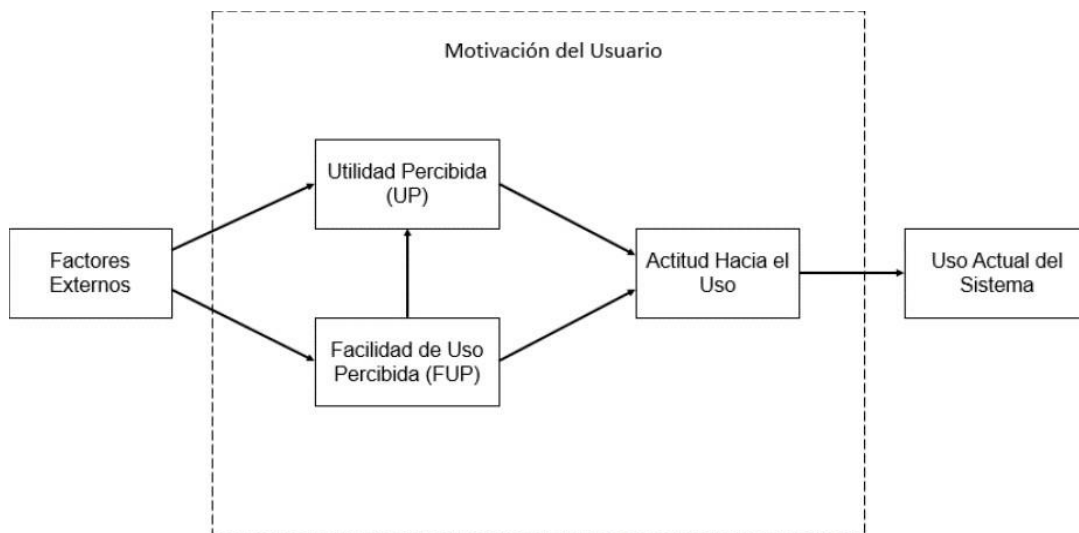 Motivación del Usuario
Utilidad Percibida
(UP)
Factores
Externos
Actitud Hacia el
Uso
Uso Actual del
Sistema
Facilidad de Uso
Percibida (FUP)